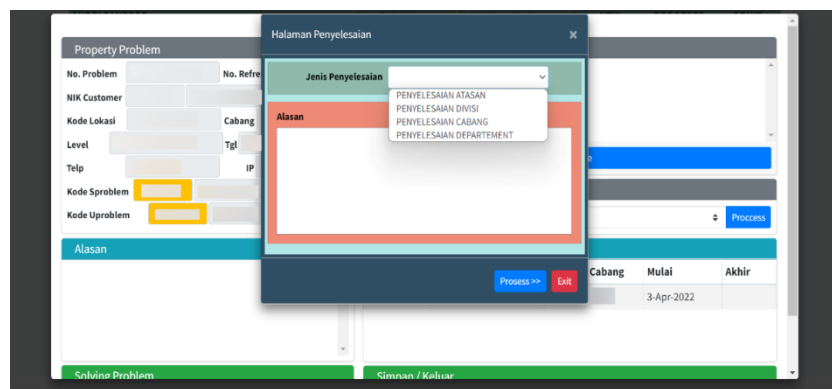 Halaman Penyelesaian ×
Property Problem
No. Problem No. Refre
Jenis Penyelesaian
PENYELESAIAN ATASAN
PENYELESAIAN DIVISI
PENYELESAIAN CABANG
PENYELESAIAN DEPARTEMENT
NIK Customer
Kode Lokasi Cabang
Alasan
Level Tgl
Telp IP
Kode Sproblem
Kode Uproblem
Proccess
Alasan
Cabang Mulai Akhir
Prosess >> Exit
3-Apr-2022
Solving Problem Simpan / Keluar